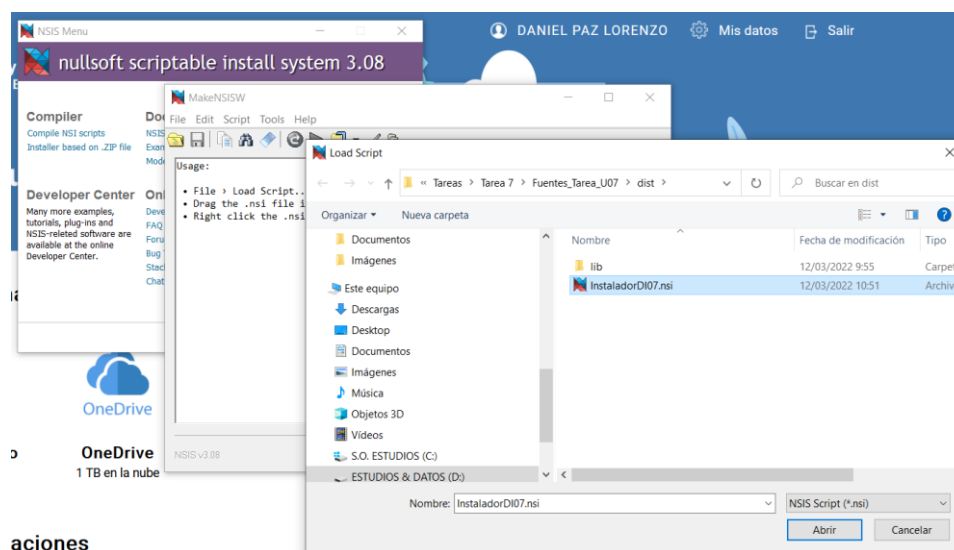 NSIS Menu
nullsoft scriptable install system 3.08
DANIEL PAZ LORENZO
Mis datos
Salir
Compiler
Compile NSI scripts
Installer based on .ZIP file
Developer Center
Many more examples,
tutorials, plug-ins and
NSIS-releted software are
available at the online
Developer Center.
MakeNSISW
File Edit Script Tools Help
Usage:
• File > Load Script..
• Drag the .nsi file
• Right click the .nsi
NSIS v3.08
OneDrive
OneDrive
1 TB en la nube
aciones
Load Script
« Tareas > Tarea 7 > Fuentes_Tarea_U07 > dist >
Buscar en dist
Organizar
Nueva carpeta
Documentos
Imágenes
Este equipo
Descargas
Desktop
Documentos
Imágenes
Música
Objetos 3D
Vídeos
S.O. ESTUDIOS (C:)
ESTUDIOS & DATOS (D:)
Nombre Fecha de modificación Tipo
lib 12/03/2022 9:55 Carpet
InstaladorDI07.nsi 12/03/2022 10:51 Archiv
Nombre: InstaladorDI07.nsi
NSIS Script (*.nsi)
Abrir
Cancelar